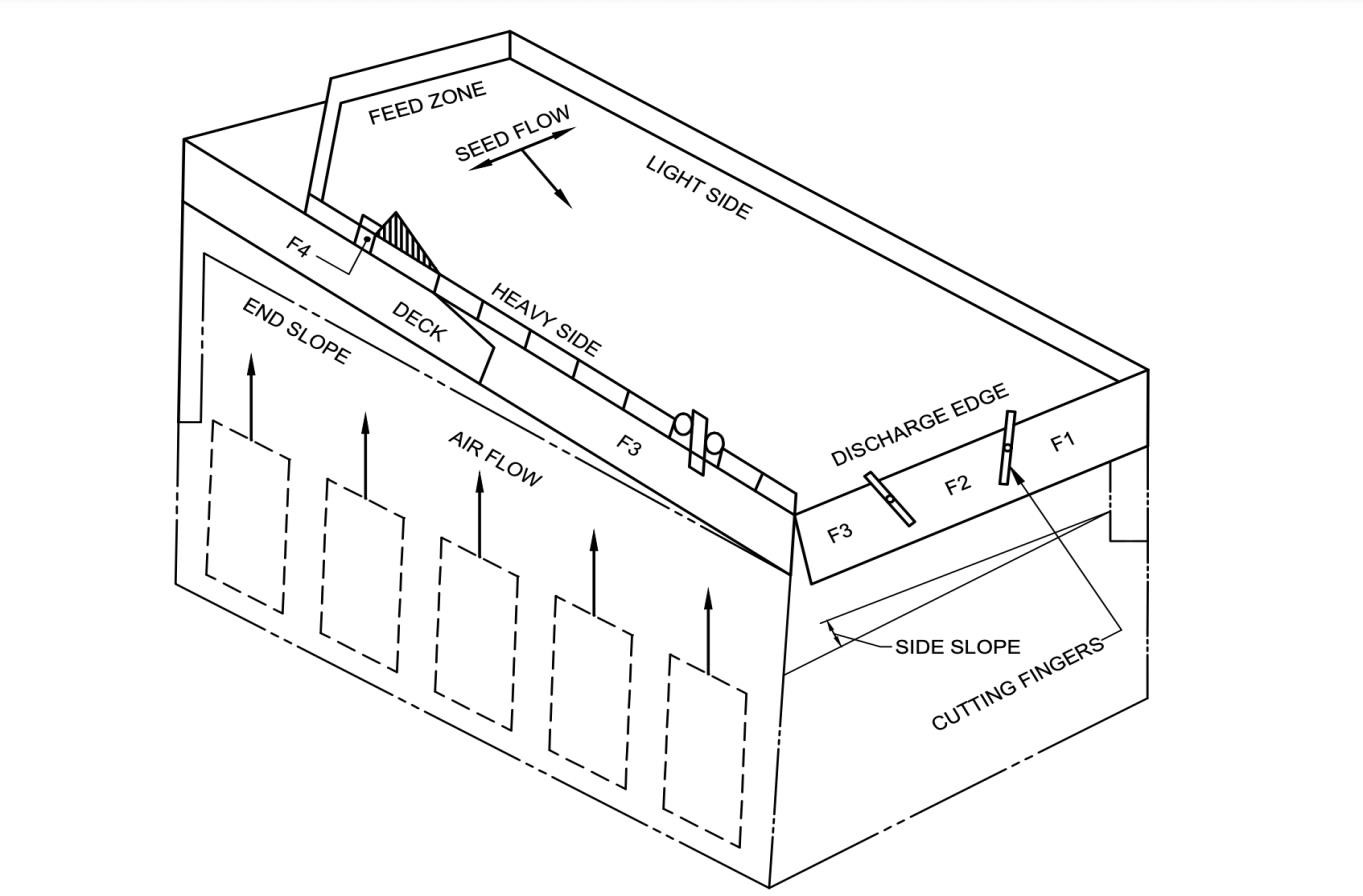 FEED ZONE
SEED FLOW
LIGHT SIDE
F4
HEAVY SIDE
END SLOPE
DECK
AIR FLOW
F3
DISCHARGE EDGE
F1
F2
F3
SIDE SLOPE
CUTTING FINGERS